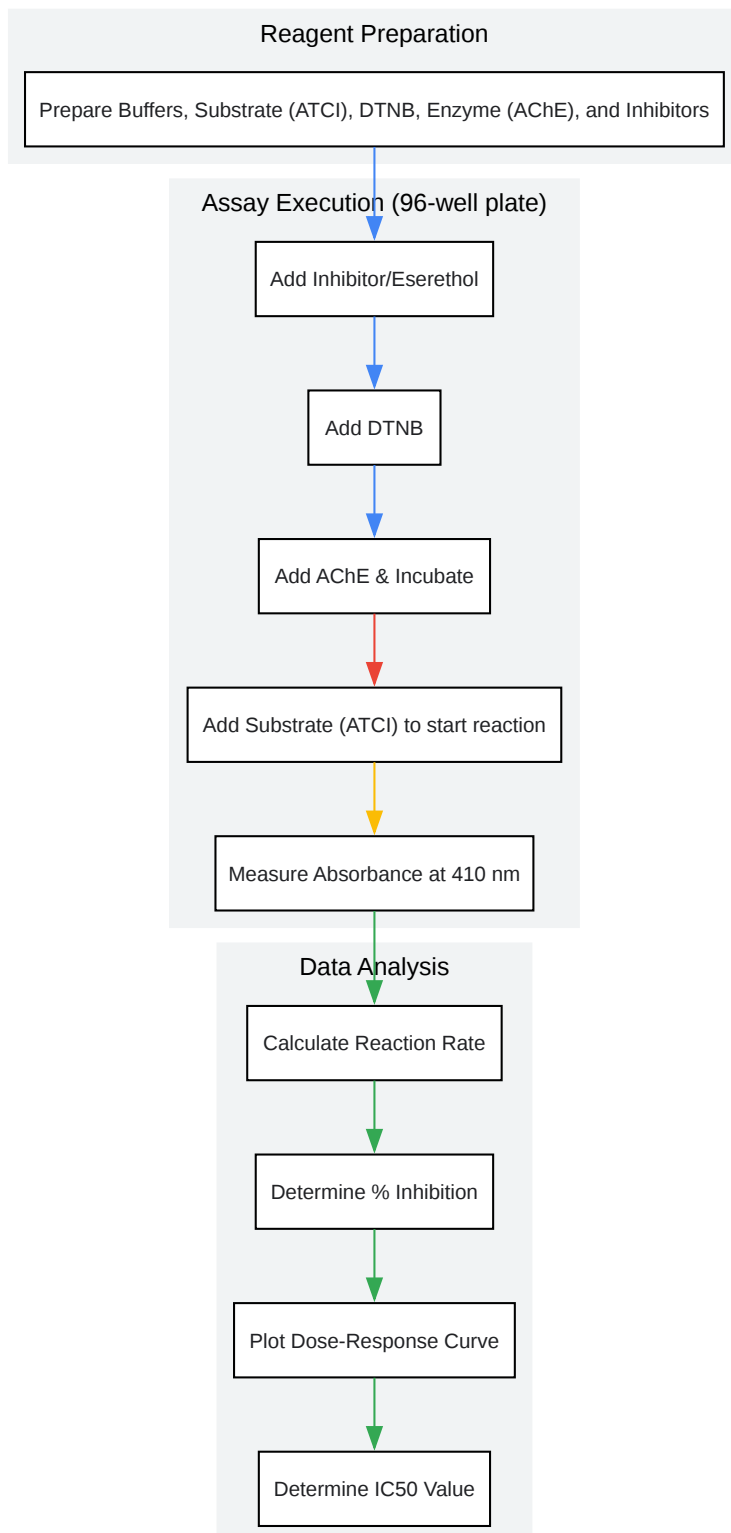 Reagent Preparation
Prepare Buffers, Substrate (ATCI), DTNB, Enzyme (AChE), and Inhibitors
Assay Execution (96-well plate)
Add Inhibitor/Eserethol
Add DTNB
Add AChE & Incubate
Add Substrate (ATCI) to start reaction
Measure Absorbance at 410 nm
Data Analysis
Calculate Reaction Rate
Determine % Inhibition
Plot Dose-Response Curve
Determine IC50 Value